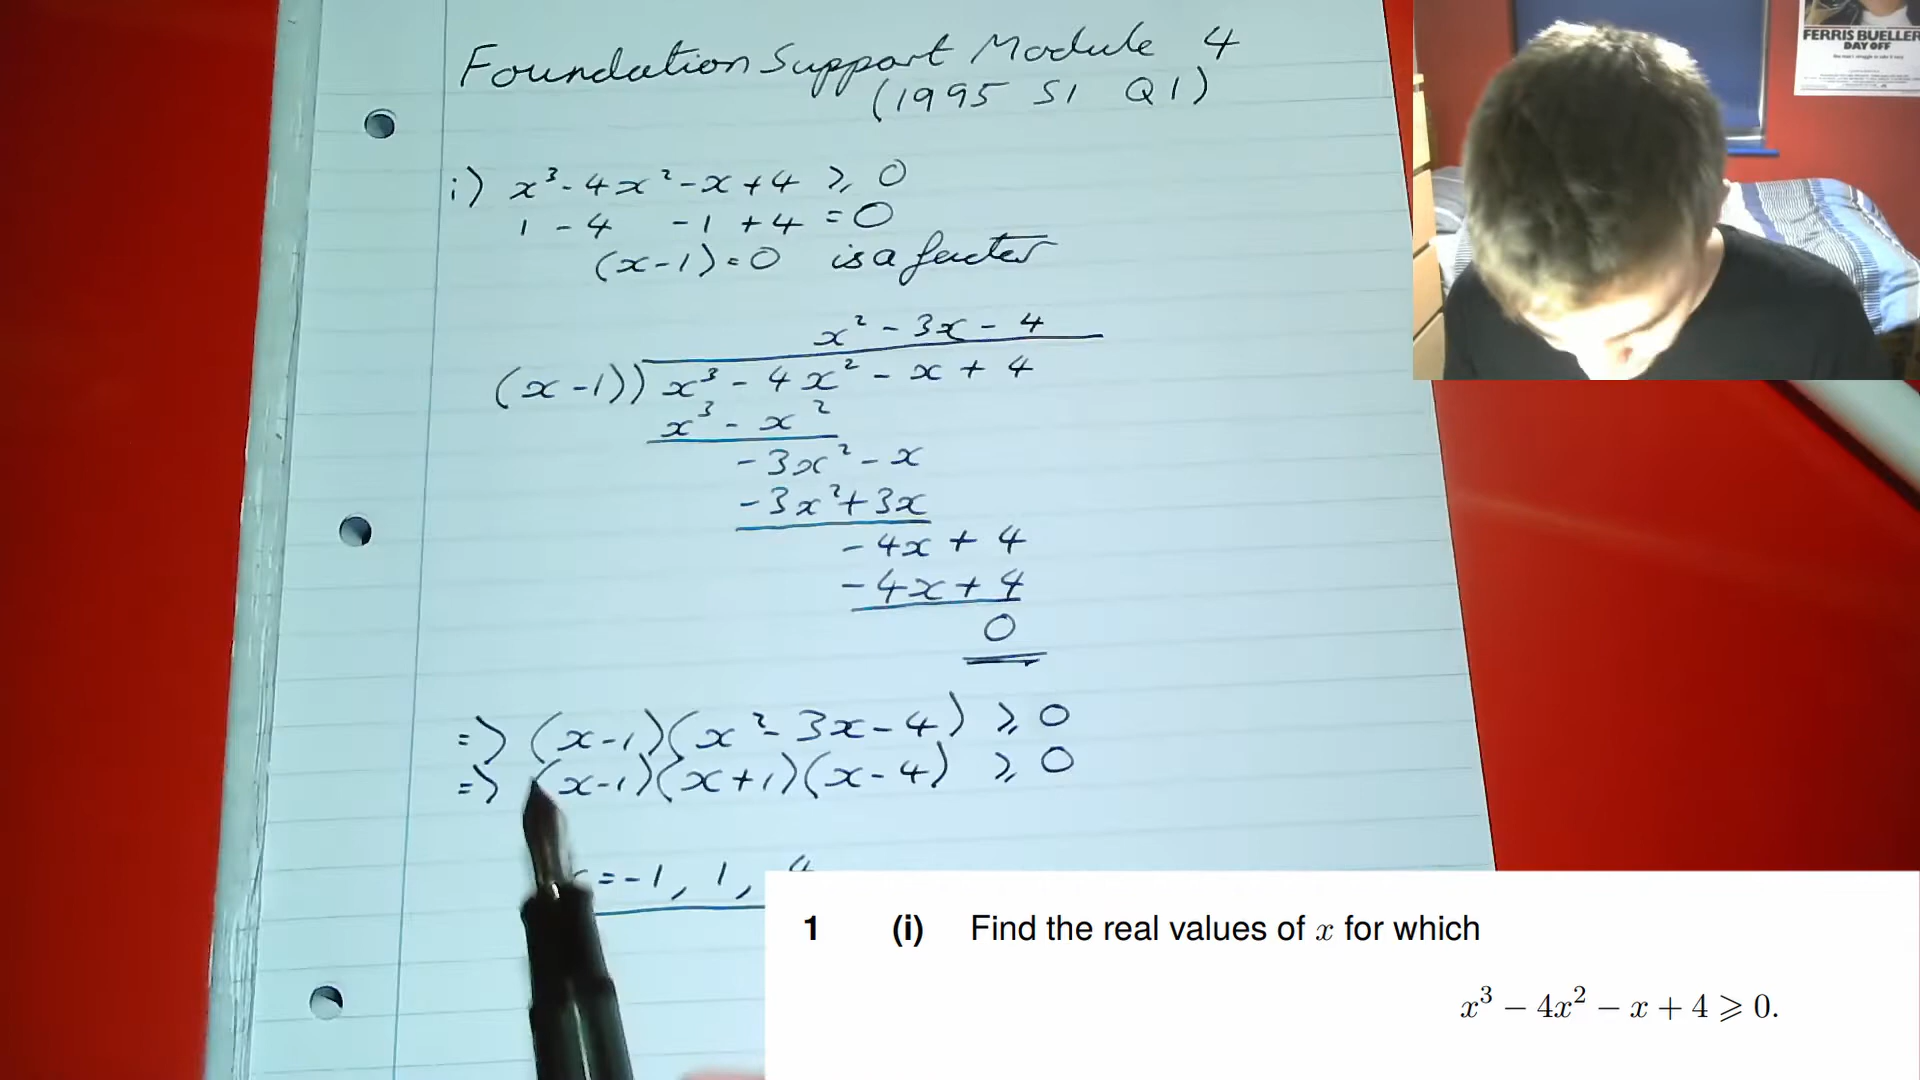 Foundation Support Module 4
(1995 S1 Q1)
i) x³ - 4x² - x + 4 ⩾ 0
1 - 4 - 1 + 4 = 0
(x-1) = 0 is a factor
x² - 3x - 4
(x-1)) x³ - 4x² - x + 4
x³ - x²
-3x² - x
-3x² + 3x
-4x + 4
-4x + 4
0
=> (x-1)(x² - 3x - 4) ⩾ 0
=> (x-1)(x+1)(x-4) ⩾ 0
x = -1, 1, 4
1 (i) Find the real values of x for which
x³ − 4x² − x + 4 ⩾ 0.
FERRIS BUELLER
DAY OFF